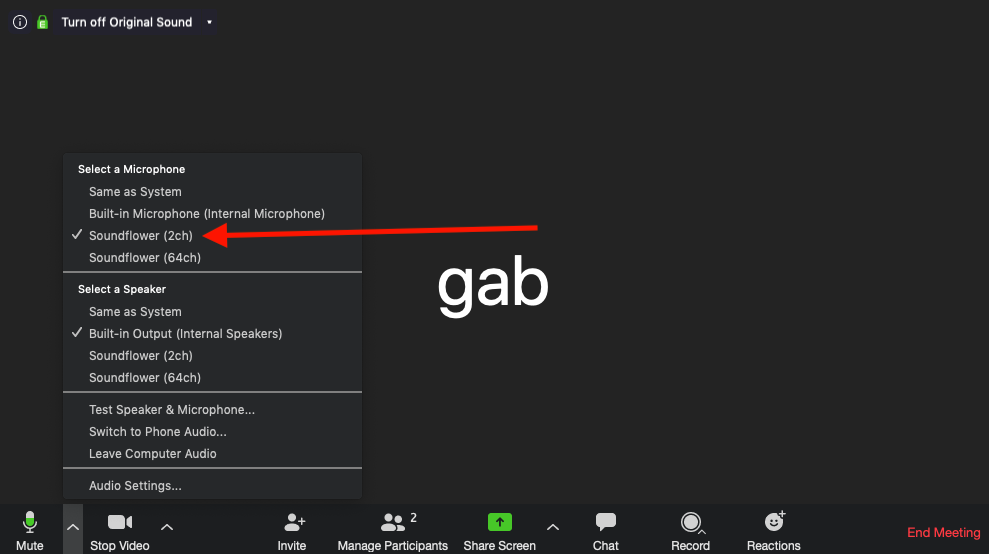 Turn off Original Sound
Select a Microphone
Same as System
Built-in Microphone (Internal Microphone)
Soundflower (2ch)
Soundflower (64ch)
gab
Select a Speaker
Same as System
Built-in Output (Internal Speakers)
Soundflower (2ch)
Soundflower (64ch)
Test Speaker & Microphone...
Switch to Phone Audio...
Leave Computer Audio
Audio Settings...
2
Mute Stop Video Invite Manage Participants Share Screen Chat Record Reactions End Meeting